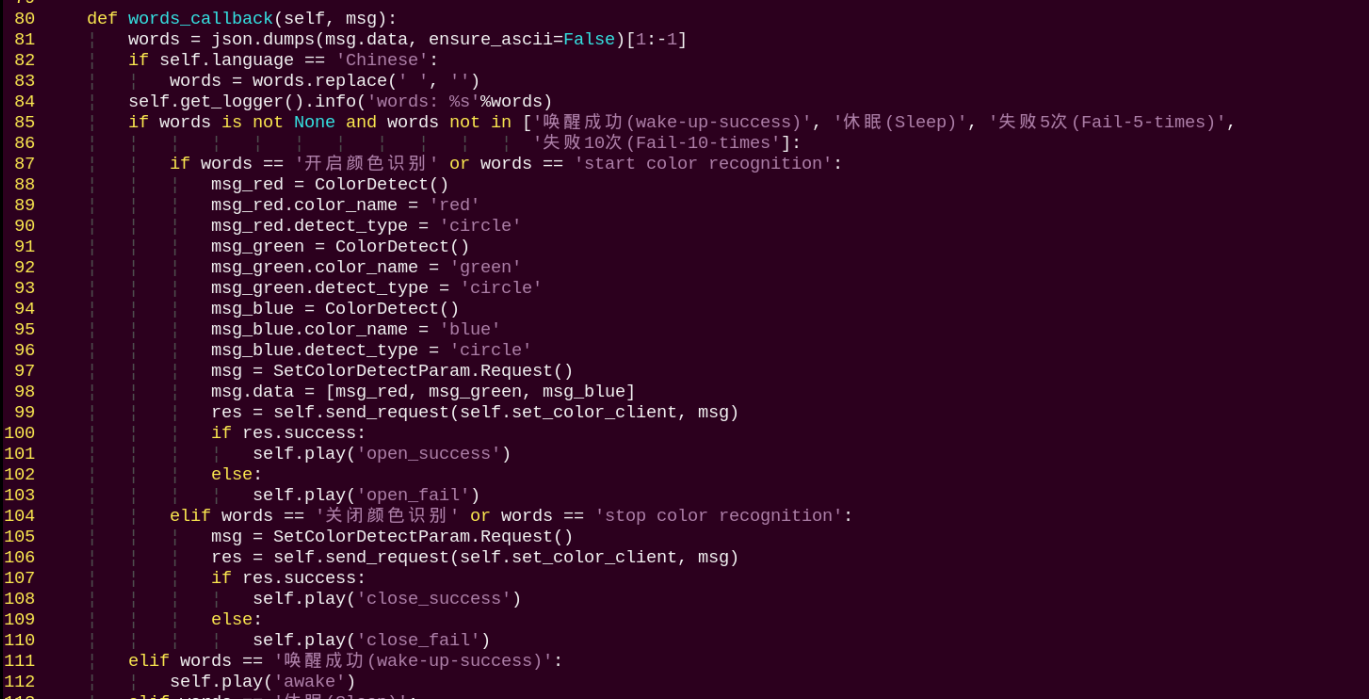 80     def words_callback(self, msg):
81         words = json.dumps(msg.data, ensure_ascii=False)[1:-1]
82         if self.language == 'Chinese':
83             words = words.replace(' ', '')
84         self.get_logger().info('words: %s'%words)
85         if words is not None and words not in ['唤醒成功(wake-up-success)', '休眠(Sleep)', '失败5次(Fail-5-times)',
86                                                '失败10次(Fail-10-times']:
87             if words == '开启颜色识别' or words == 'start color recognition':
88                 msg_red = ColorDetect()
89                 msg_red.color_name = 'red'
90                 msg_red.detect_type = 'circle'
91                 msg_green = ColorDetect()
92                 msg_green.color_name = 'green'
93                 msg_green.detect_type = 'circle'
94                 msg_blue = ColorDetect()
95                 msg_blue.color_name = 'blue'
96                 msg_blue.detect_type = 'circle'
97                 msg = SetColorDetectParam.Request()
98                 msg.data = [msg_red, msg_green, msg_blue]
99                 res = self.send_request(self.set_color_client, msg)
100                 if res.success:
101                     self.play('open_success')
102                 else:
103                     self.play('open_fail')
104             elif words == '关闭颜色识别' or words == 'stop color recognition':
105                 msg = SetColorDetectParam.Request()
106                 res = self.send_request(self.set_color_client, msg)
107                 if res.success:
108                     self.play('close_success')
109                 else:
110                     self.play('close_fail')
111         elif words == '唤醒成功(wake-up-success)':
112             self.play('awake')